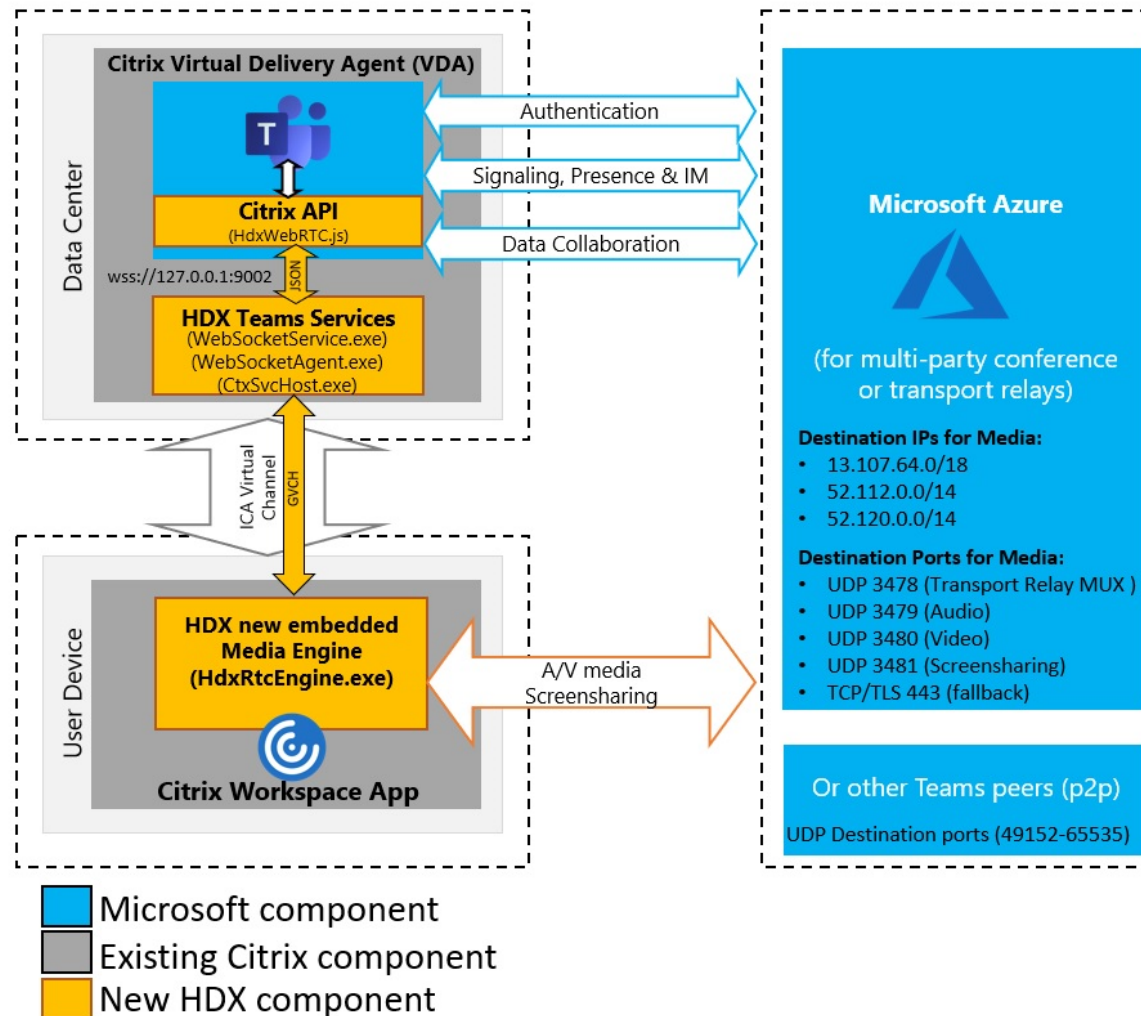 Data Center
Citrix Virtual Delivery Agent (VDA)
T
Citrix API
(HdxWebRTC.js)
wss://127.0.0.1:9002
JSON
HDX Teams Services
(WebSocketService.exe)
(WebSocketAgent.exe)
(CtxSvcHost.exe)
ICA Virtual
Channel
GVCH
User Device
HDX new embedded
Media Engine
(HdxRtcEngine.exe)
Citrix Workspace App
Authentication
Signaling, Presence & IM
Data Collaboration
A/V media
Screensharing
Microsoft Azure
(for multi-party conference
or transport relays)
Destination IPs for Media:
• 13.107.64.0/18
• 52.112.0.0/14
• 52.120.0.0/14
Destination Ports for Media:
• UDP 3478 (Transport Relay MUX )
• UDP 3479 (Audio)
• UDP 3480 (Video)
• UDP 3481 (Screensharing)
• TCP/TLS 443 (fallback)
Or other Teams peers (p2p)
UDP Destination ports (49152-65535)
Microsoft component
Existing Citrix component
New HDX component